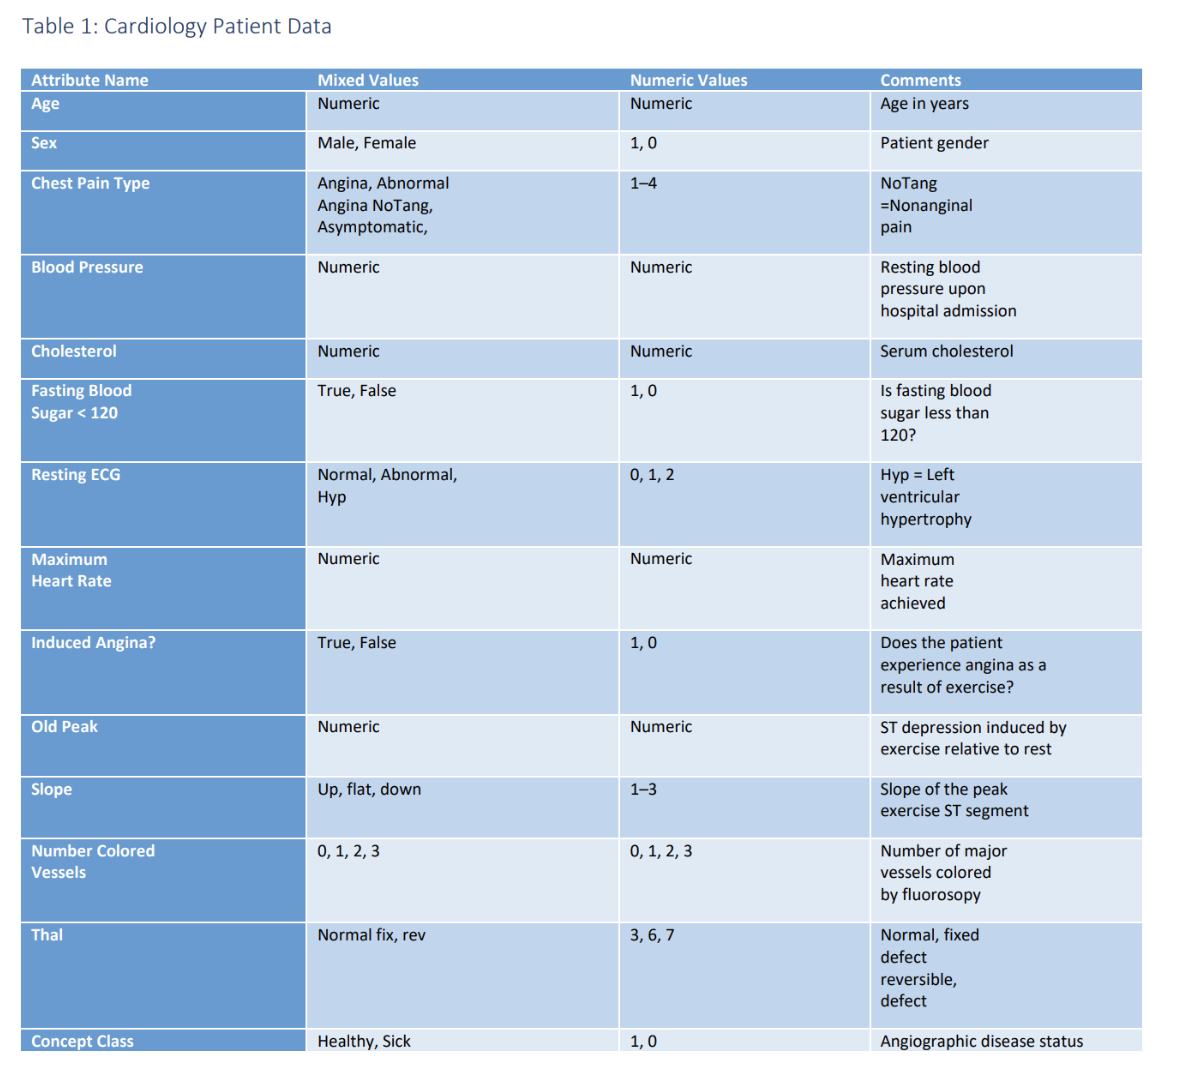 Table 1: Cardiology Patient Data
Attribute Name Mixed Values Numeric Values Comments
Age Numeric Numeric Age in years
Sex Male, Female 1, 0 Patient gender
Chest Pain Type Angina, Abnormal 1–4 NoTang
Angina NoTang, =Nonanginal
Asymptomatic, pain
Blood Pressure Numeric Numeric Resting blood
pressure upon
hospital admission
Cholesterol Numeric Numeric Serum cholesterol
Fasting Blood True, False 1, 0 Is fasting blood
Sugar < 120 sugar less than
120?
Resting ECG Normal, Abnormal, 0, 1, 2 Hyp = Left
Hyp ventricular
hypertrophy
Maximum Numeric Numeric Maximum
Heart Rate heart rate
achieved
Induced Angina? True, False 1, 0 Does the patient
experience angina as a
result of exercise?
Old Peak Numeric Numeric ST depression induced by
exercise relative to rest
Slope Up, flat, down 1–3 Slope of the peak
exercise ST segment
Number Colored 0, 1, 2, 3 0, 1, 2, 3 Number of major
Vessels vessels colored
by fluorosopy
Thal Normal fix, rev 3, 6, 7 Normal, fixed
defect
reversible,
defect
Concept Class Healthy, Sick 1, 0 Angiographic disease status